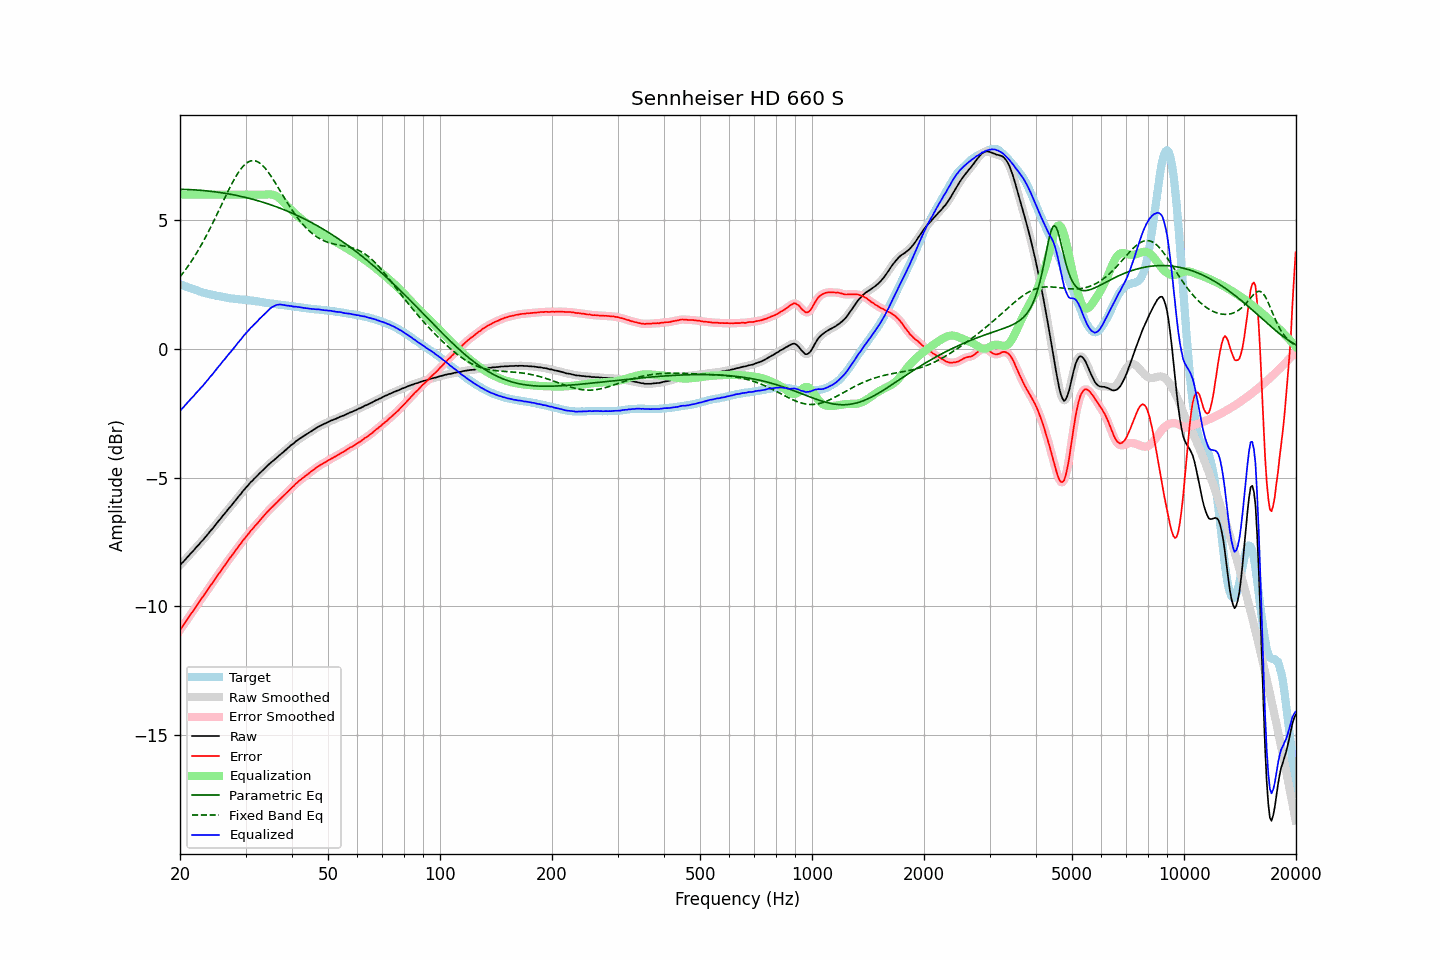 Sennheiser HD 660 S
Amplitude (dBr)
5
0
−5
−10
−15
Target
Raw Smoothed
Error Smoothed
Raw
Error
Equalization
Parametric Eq
Fixed Band Eq
Equalized
20 50 100 200 500 1000 2000 5000 10000 20000
Frequency (Hz)